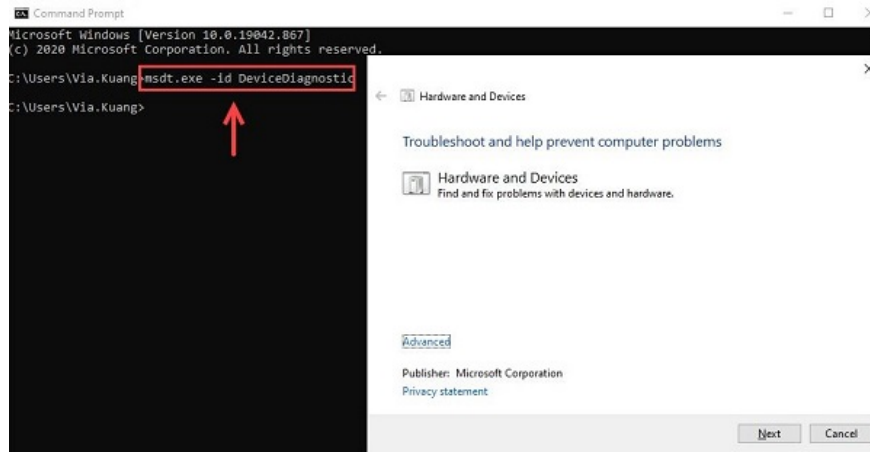 Command Prompt
Microsoft Windows [Version 10.0.19042.867]
(c) 2020 Microsoft Corporation. All rights reserved.
C:\Users\Via.Kuang>msdt.exe -id DeviceDiagnostic
C:\Users\Via.Kuang>
Hardware and Devices
Troubleshoot and help prevent computer problems
Hardware and Devices
Find and fix problems with devices and hardware.
Advanced
Publisher: Microsoft Corporation
Privacy statement
Next Cancel